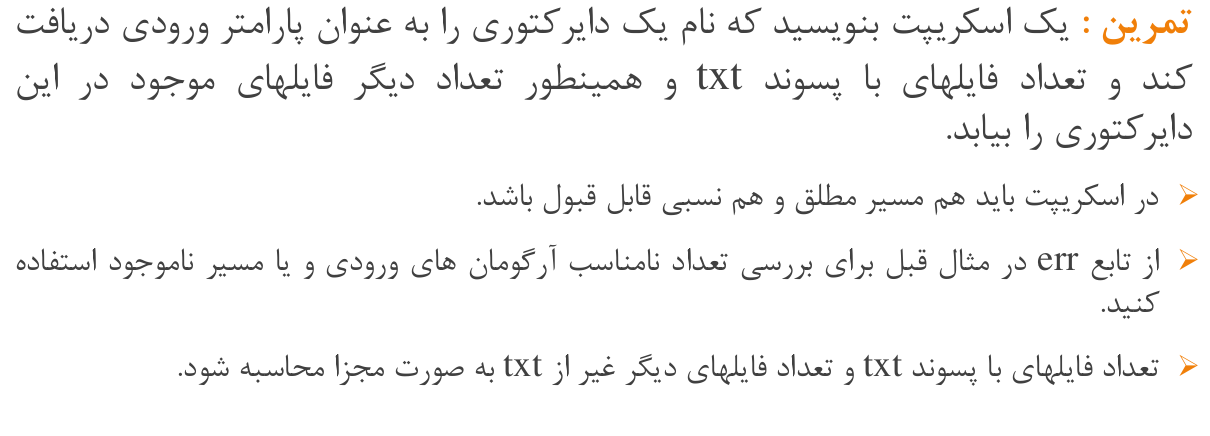 تمرین : یک اسکریپت بنویسید که نام یک دایرکتوری را به عنوان پارامتر ورودی دریافت
کند و تعداد فایلهای با پسوند txt و همینطور تعداد دیگر فایلهای موجود در این
دایرکتوری را بیابد.
در اسکریپت باید هم مسیر مطلق و هم نسبی قابل قبول باشد.
از تابع err در مثال قبل برای بررسی تعداد نامناسب آرگومان های ورودی و یا مسیر ناموجود استفاده
کنید.
تعداد فایلهای با پسوند txt و تعداد فایلهای دیگر غیر از txt به صورت مجزا محاسبه شود.